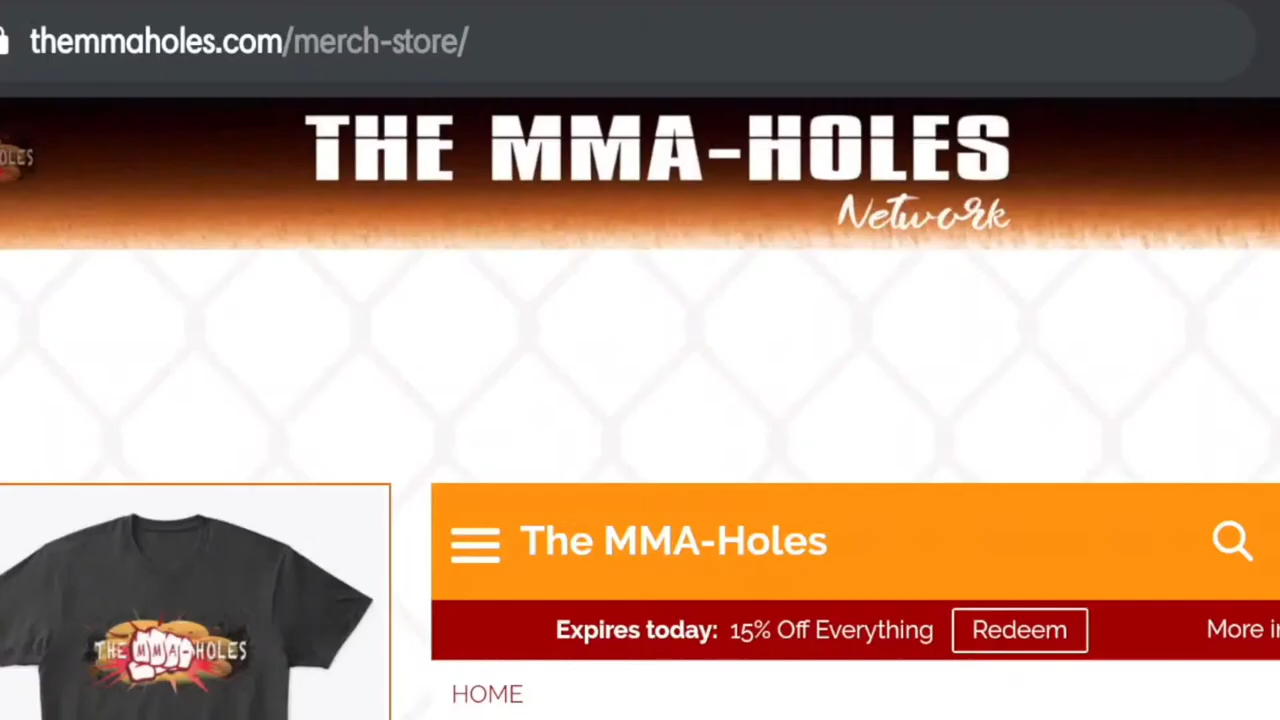 themmaholes.com/merch-store/
THE MMA-HOLES
Network
OLES
The MMA-Holes
Expires today: 15% Off Everything
Redeem
More
THE MMA-HOLES
HOME